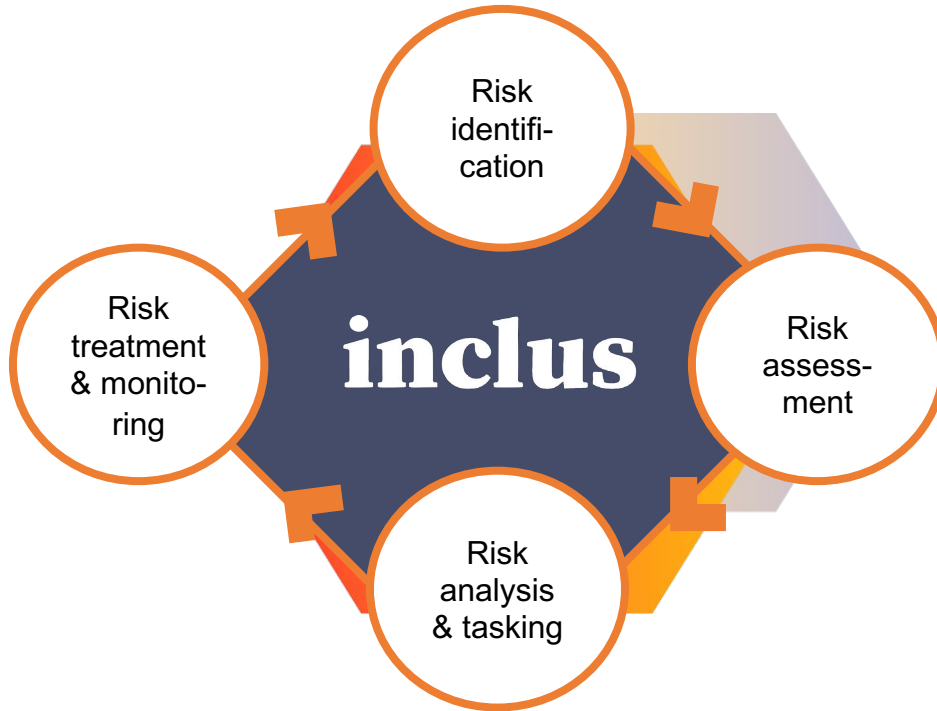 Risk
identifi-
cation
Risk
treatment
& monito-
ring
inclus
Risk
assess-
ment
Risk
analysis
& tasking